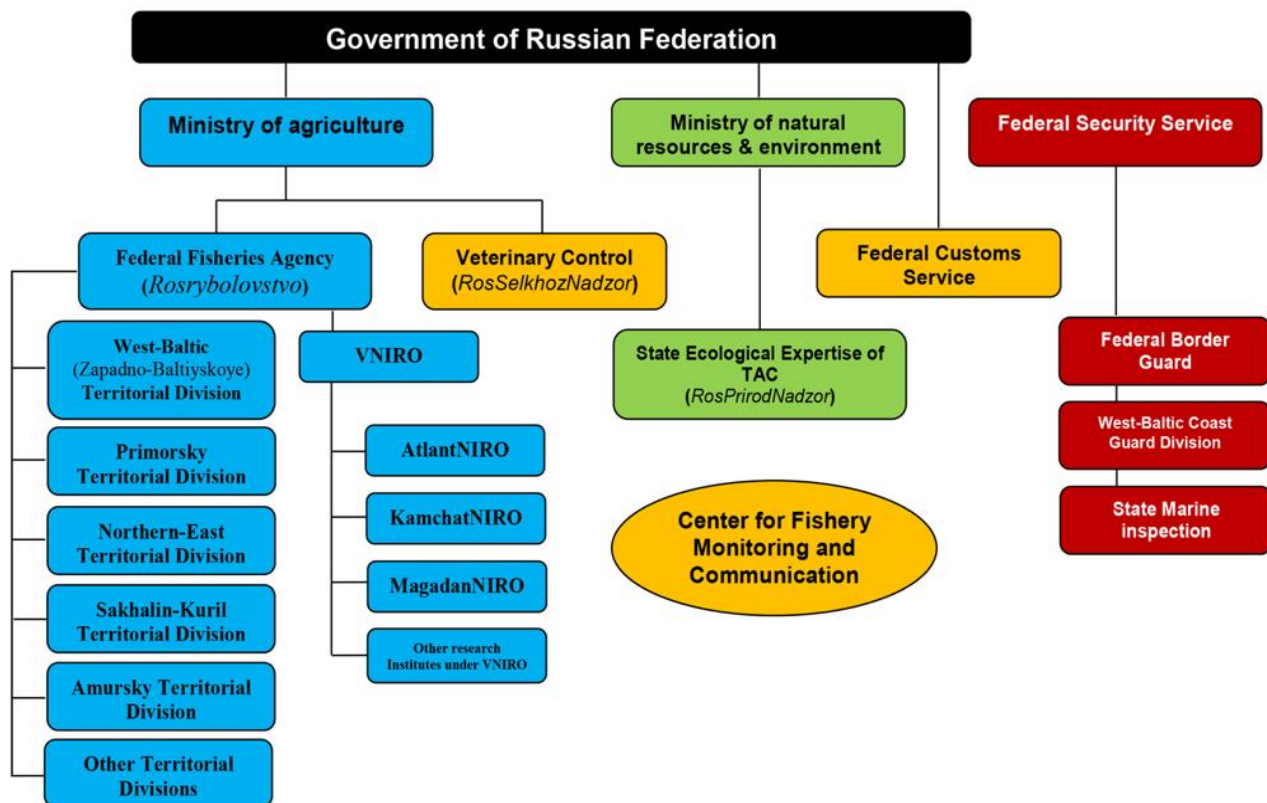 Government of Russian Federation
Ministry of agriculture
Ministry of natural
resources & environment
Federal Security Service
Federal Fisheries Agency
(Rosrybolovstvo)
Veterinary Control
(RosSelkhozNadzor)
Federal Customs
Service
West-Baltic
(Zapadno-Baltiyskoye)
Territorial Division
VNIRO
State Ecological Expertise of
TAC
(RosPrirodNadzor)
Federal Border
Guard
Primorsky
Territorial Division
AtlantNIRO
West-Baltic Coast
Guard Division
Northern-East
Territorial Division
KamchatNIRO
Center for Fishery
Monitoring and
Communication
State Marine
inspection
Sakhalin-Kuril
Territorial Division
MagadanNIRO
Amursky Territorial
Division
Other research
Institutes under VNIRO
Other Territorial
Divisions